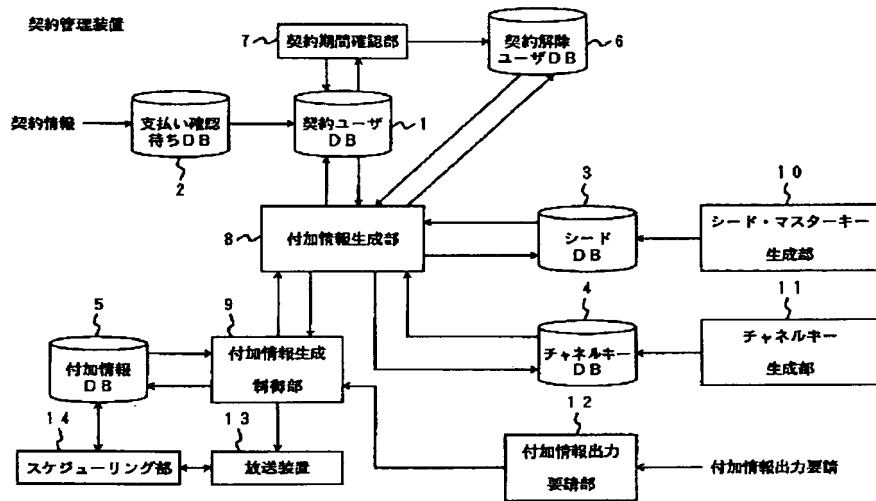 契約管理装置
7
契約期間確認部
契約解除
ユーザDB
6
契約情報
支払い確認
待ちDB
2
契約ユーザ
DB
1
8
付加情報生成部
3
シード
DB
10
シード・マスターキー
生成部
4
チャネルキー
DB
11
チャネルキー
生成部
5
付加情報
DB
9
付加情報生成
制御部
12
付加情報出力
要請部
付加情報出力要請
14
スケジューリング部
13
放送装置